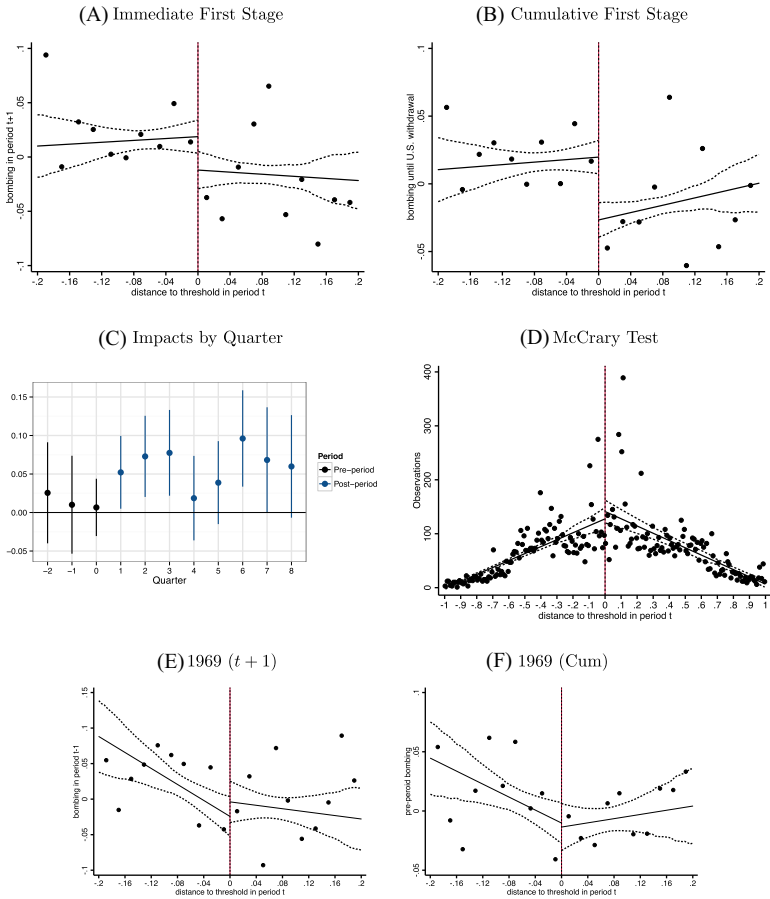 (A) Immediate First Stage
bombing in period t+1
.1
.05
0
-.05
-.1
-.2 -.16 -.12 -.08 -.04 0 .04 .08 .12 .16 .2
distance to threshold in period t
(B) Cumulative First Stage
bombing until U.S. withdrawal
.1
.05
0
-.05
-.2 -.16 -.12 -.08 -.04 0 .04 .08 .12 .16 .2
distance to threshold in period t
(C) Impacts by Quarter
0.15
0.10
0.05
0.00
−0.05
−2 −1 0 1 2 3 4 5 6 7 8
Quarter
Period
Pre−period
Post−period
(D) McCrary Test
Observations
400
300
200
100
0
-1 -.9 -.8 -.7 -.6 -.5 -.4 -.3 -.2 -.1 0 .1 .2 .3 .4 .5 .6 .7 .8 .9 1
distance to threshold in period t
(E) 1969 (t + 1)
bombing in period t-1
.15
.1
.05
0
-.05
-.1
-.2 -.16 -.12 -.08 -.04 0 .04 .08 .12 .16 .2
distance to threshold in period t
(F) 1969 (Cum)
pre-peroid bombing
.1
.05
0
-.05
-.2 -.16 -.12 -.08 -.04 0 .04 .08 .12 .16 .2
distance to threshold in period t